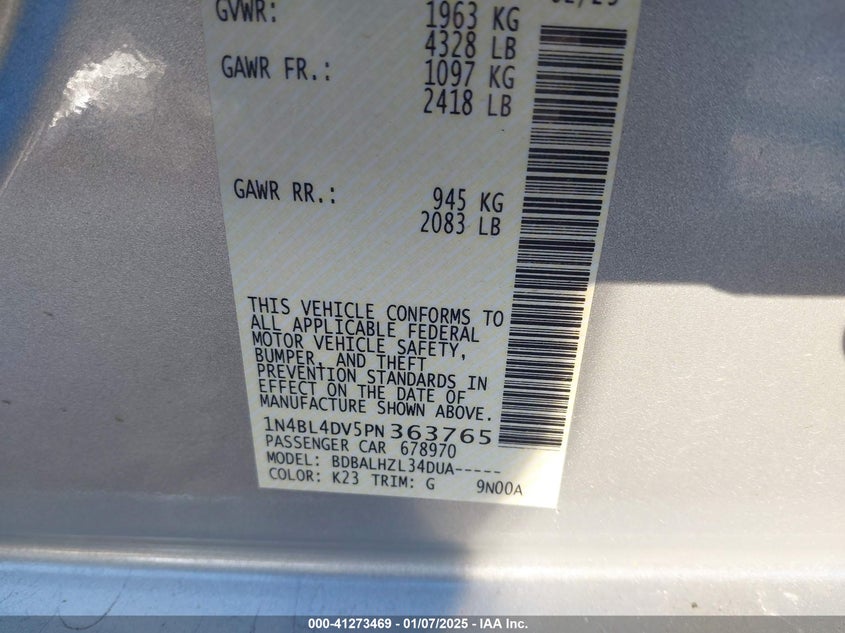 GVWR: 1963 KG
4328 LB
GAWR FR.: 1097 KG
2418 LB
GAWR RR.: 945 KG
2083 LB
THIS VEHICLE CONFORMS TO
ALL APPLICABLE FEDERAL
MOTOR VEHICLE SAFETY,
BUMPER, AND THEFT
PREVENTION STANDARDS IN
EFFECT ON THE DATE OF
MANUFACTURE SHOWN ABOVE.
1N4BL4DV5PN363765
PASSENGER CAR 678970
MODEL: BDBALHZL34DUA-----
COLOR: K23 TRIM: G 9N00A
000-41273469 - 01/07/2025 - IAA Inc.